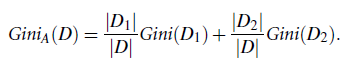 Gini_A(D) = |D_1|/|D| Gini(D_1) + |D_2|/|D| Gini(D_2).